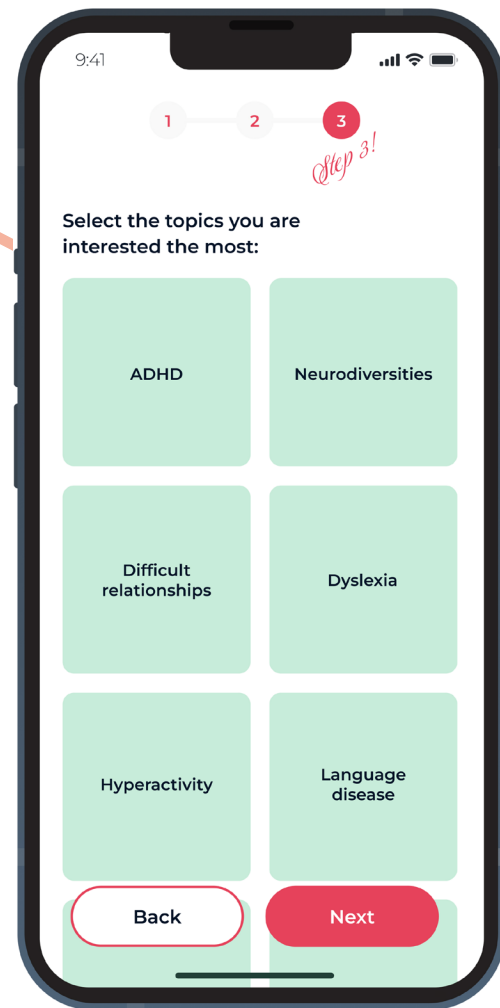 9:41
1 2 3
Step 3!
Select the topics you are
interested the most:
ADHD
Neurodiversities
Difficult
relationships
Dyslexia
Hyperactivity
Language
disease
Back
Next